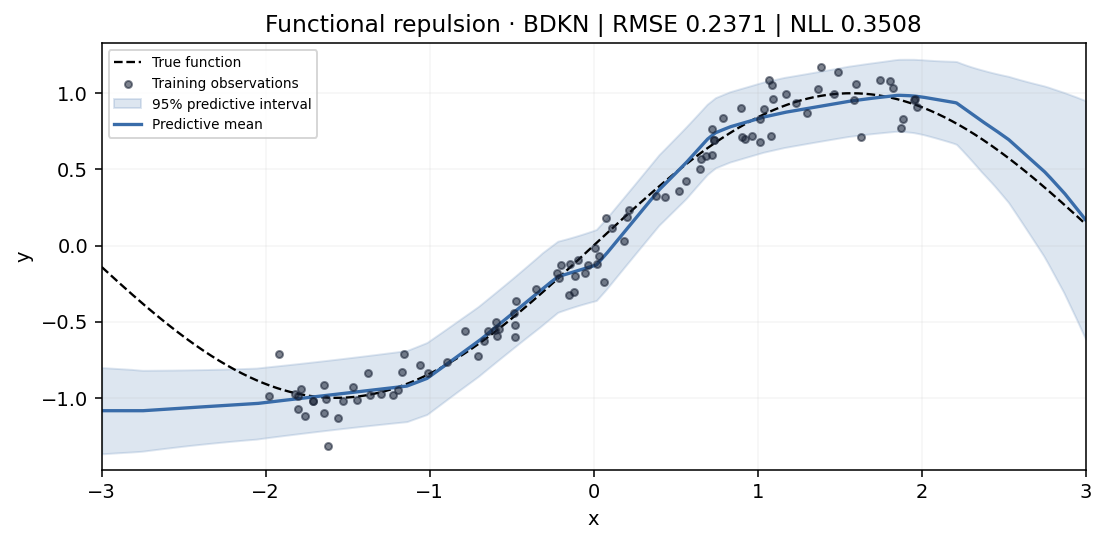 Functional repulsion · BDKN | RMSE 0.2371 | NLL 0.3508
True function
Training observations
95% predictive interval
Predictive mean
1.0
0.5
0.0
−0.5
−1.0
y
−3
−2
−1
0
1
2
3
x